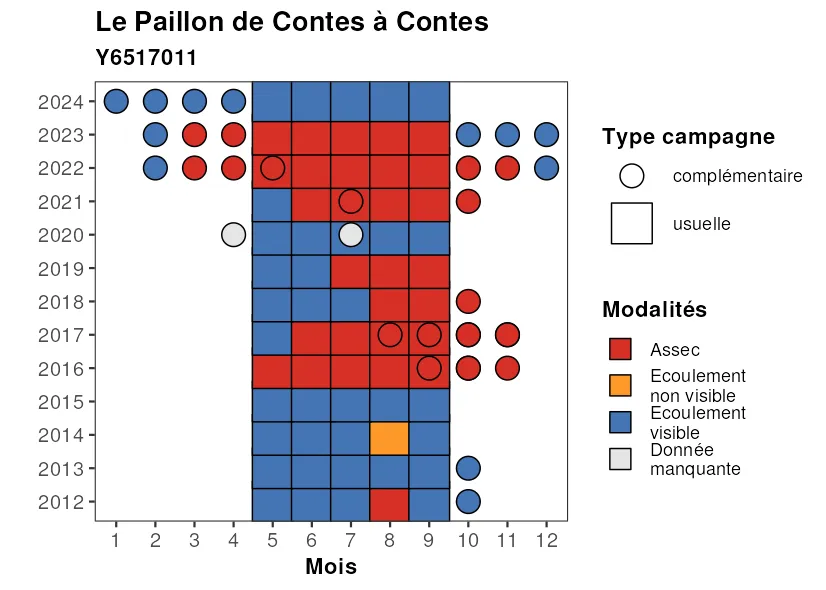 Le Paillon de Contes à Contes
Y6517011
2024
2023
2022
2021
2020
2019
2018
2017
2016
2015
2014
2013
2012
1 2 3 4 5 6 7 8 9 10 11 12
Mois
Type campagne
complémentaire
usuelle
Modalités
Assec
Ecoulement
non visible
Ecoulement
visible
Donnée
manquante